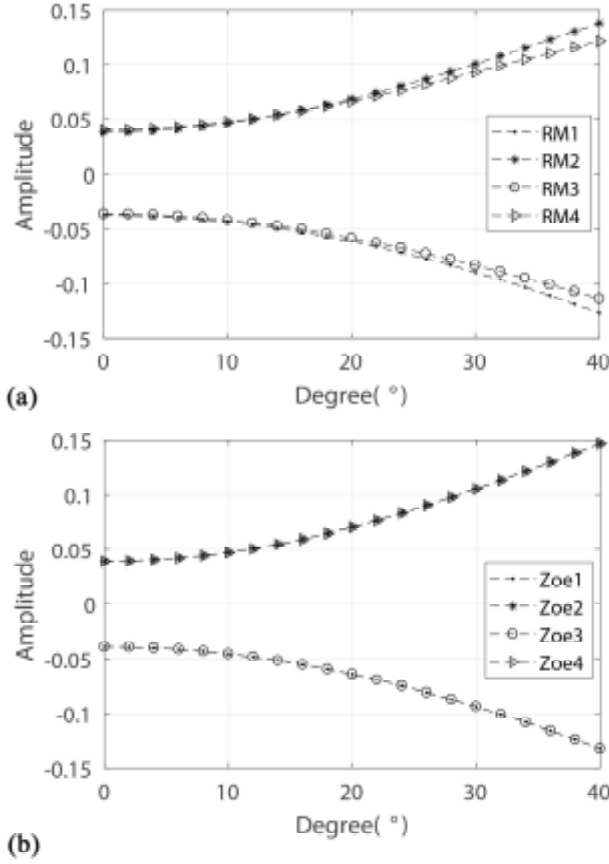 0.15
0.1
0.05
0
-0.05
-0.1
-0.15
Amplitude
RM1
RM2
RM3
RM4
0 10 20 30 40
Degree( °)
(a)
0.15
0.1
0.05
0
-0.05
-0.1
-0.15
Amplitude
Zoe1
Zoe2
Zoe3
Zoe4
0 10 20 30 40
Degree( °)
(b)